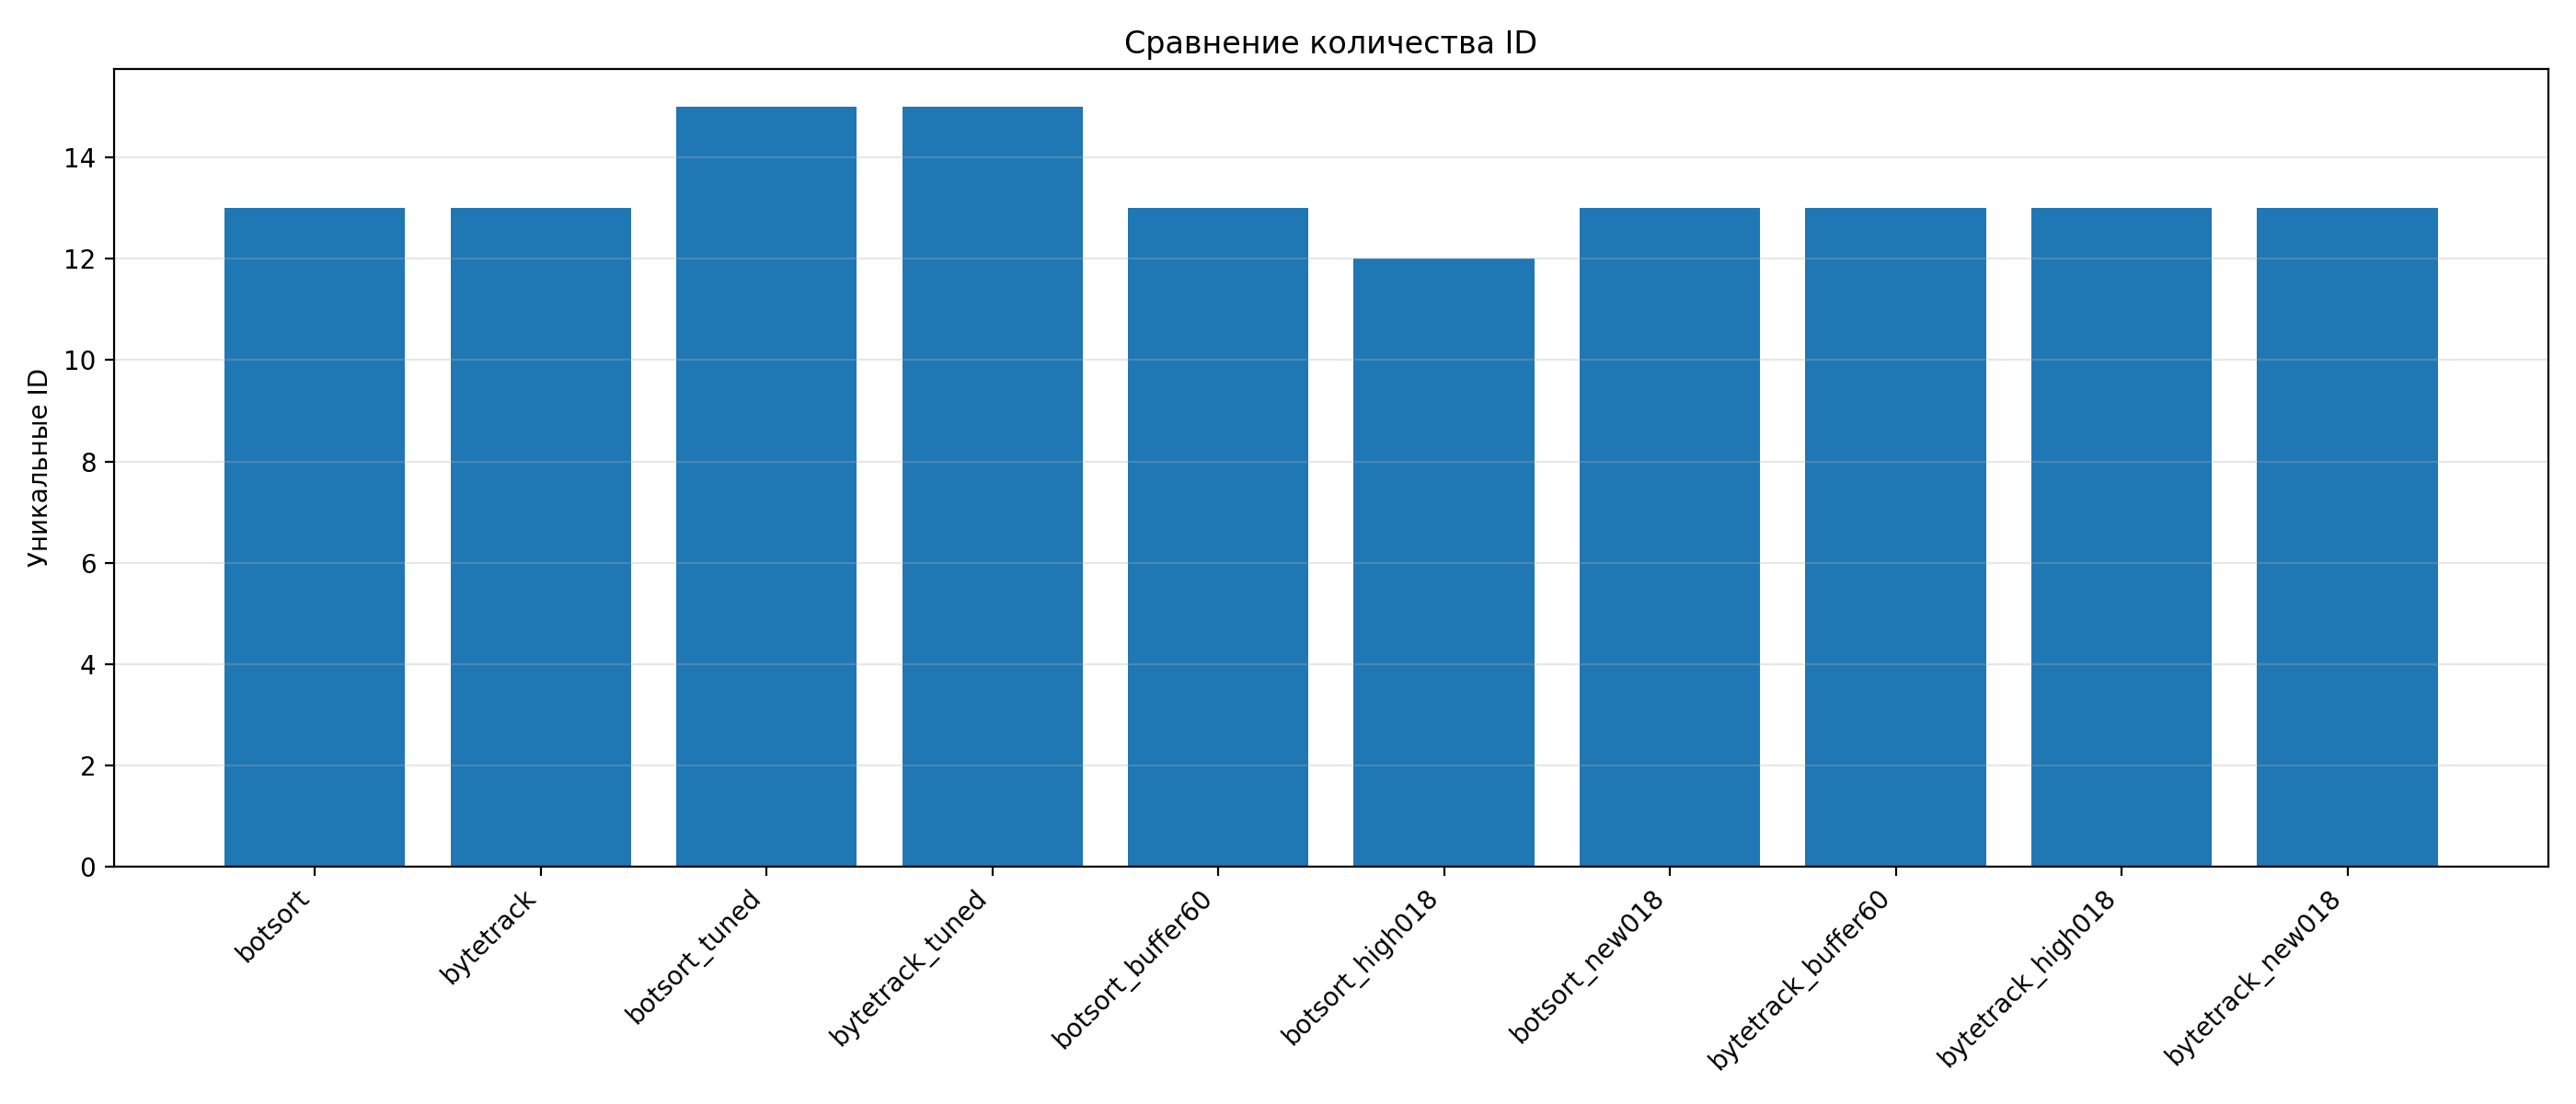 Сравнение количества ID
Уникальные ID
14
12
10
8
6
4
2
0
botsort
bytetrack
botsort_tuned
bytetrack_tuned
botsort_buffer60
botsort_high018
botsort_new018
bytetrack_buffer60
bytetrack_high018
bytetrack_new018